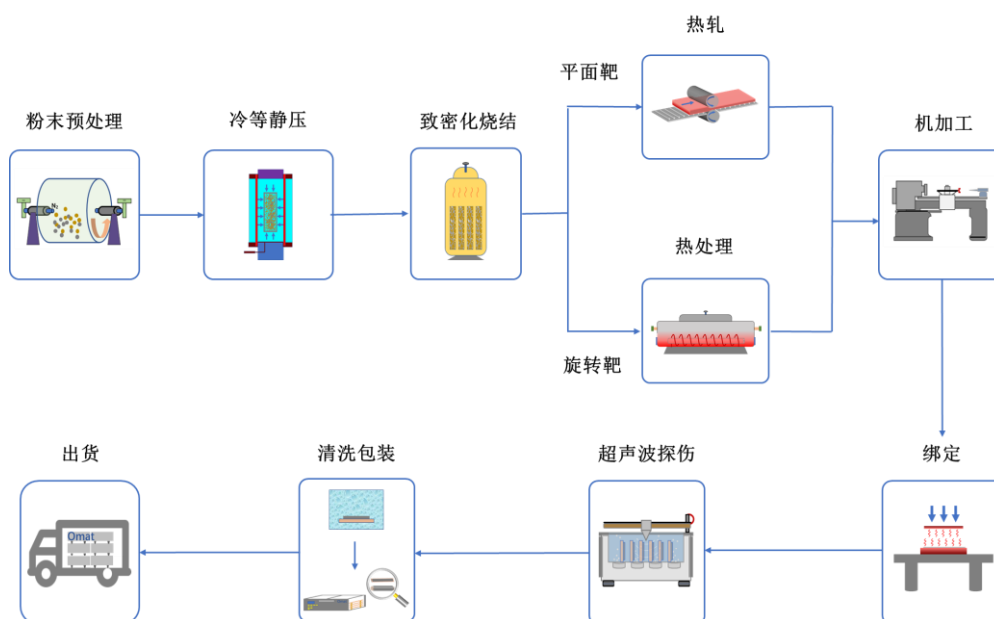 粉末预处理
N₂
冷等静压
致密化烧结
平面靶
热轧
旋转靶
热处理
机加工
绑定
超声波探伤
清洗包装
出货
Omat